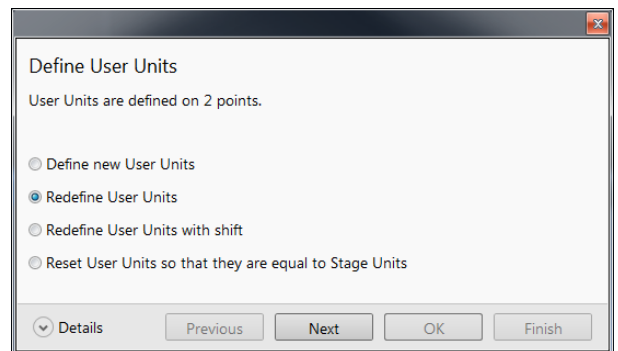 Define User Units
User Units are defined on 2 points.
Define new User Units
Redefine User Units
Redefine User Units with shift
Reset User Units so that they are equal to Stage Units
Details Previous Next OK Finish